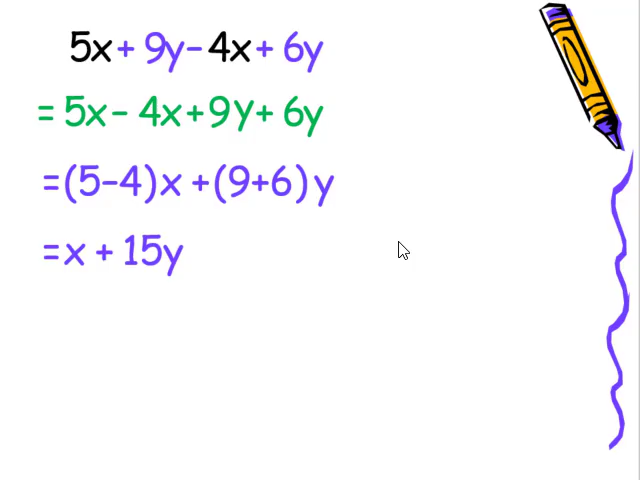 5x + 9y - 4x + 6y
= 5x - 4x + 9y + 6y
= (5-4)x + (9+6)y
= x + 15y